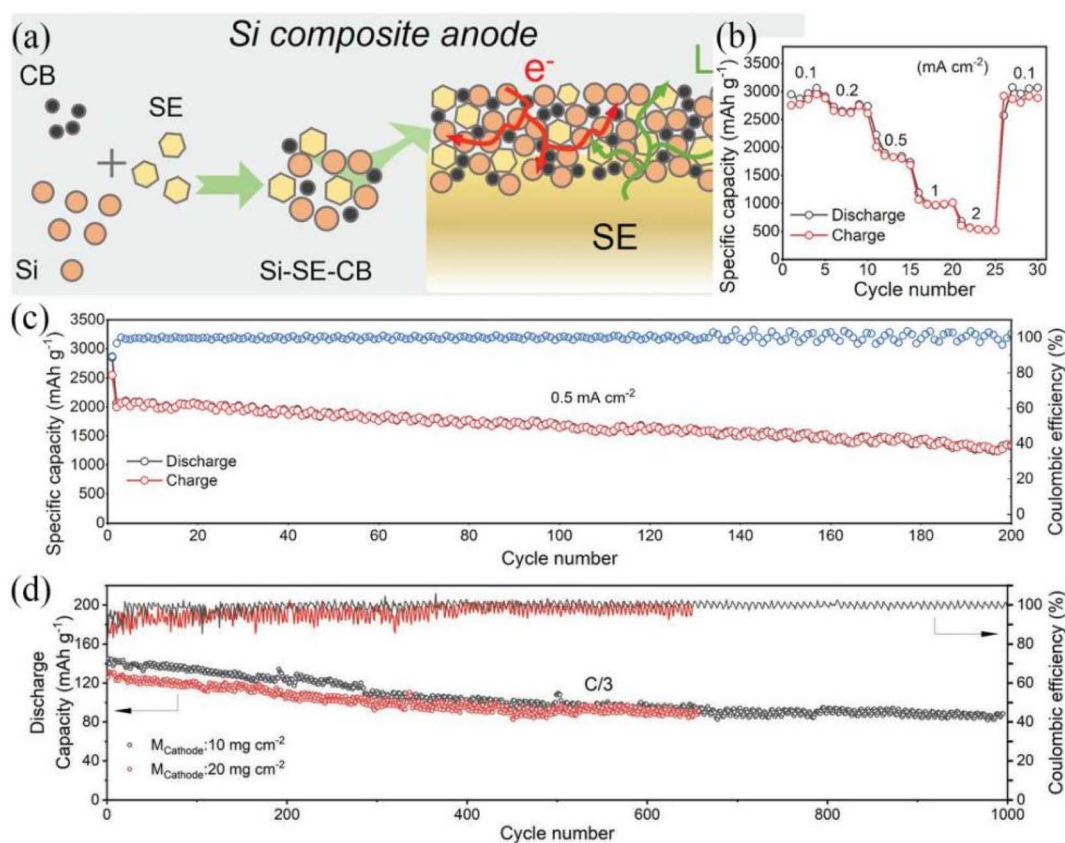 (a)
Si composite anode
CB
SE
+
Si
Si-SE-CB
e-
L
SE
(b)
Specific capacity (mAh g⁻¹)
3500
3000
2500
2000
1500
1000
500
0
0.1
0.2
0.5
1
2
(mA cm⁻²)
0.1
Discharge
Charge
0 5 10 15 20 25 30
Cycle number
(c)
Specific capacity (mAh g⁻¹)
3500
3000
2500
2000
1500
1000
500
0
0.5 mA cm⁻²
Discharge
Charge
100
80
60
40
20
0
Coulombic efficiency (%)
0 20 40 60 80 100 120 140 160 180 200
Cycle number
(d)
Discharge
Capacity (mAh g⁻¹)
200
160
120
80
40
0
C/3
MCathode:10 mg cm⁻²
MCathode:20 mg cm⁻²
100
80
60
40
20
0
Coulombic efficiency (%)
0 200 400 600 800 1000
Cycle number